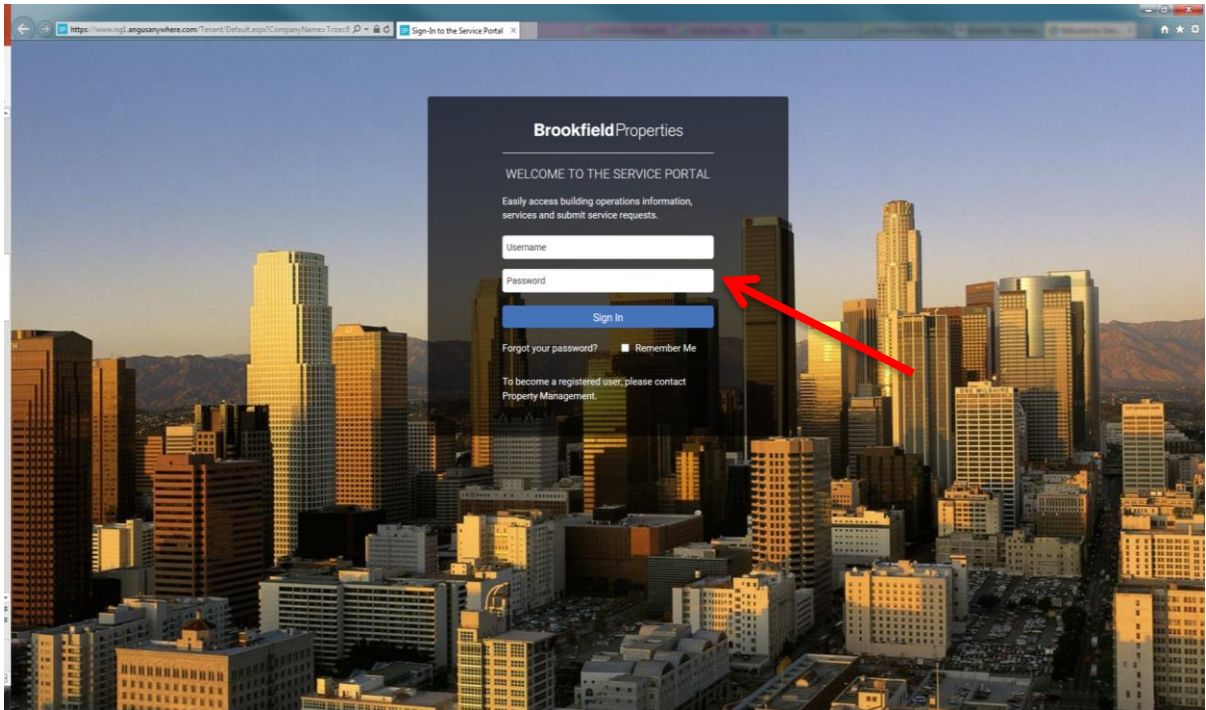 https://www.ng1.angusanywhere.com/Tenant/Default.aspx?CompanyName=Trizec
Sign-In to the Service Portal
Brookfield Properties
WELCOME TO THE SERVICE PORTAL
Easily access building operations information,
services and submit service requests.
Username
Password
Sign In
Forgot your password? Remember Me
To become a registered user, please contact
Property Management.
ONE WILSHIRE